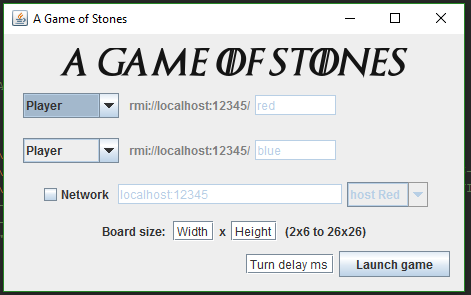 A Game of Stones
A GAME OF STONES
Player rmi://localhost:12345/ red
Player rmi://localhost:12345/ blue
Network localhost:12345 host Red
Board size: Width x Height (2x6 to 26x26)
Turn delay ms Launch game